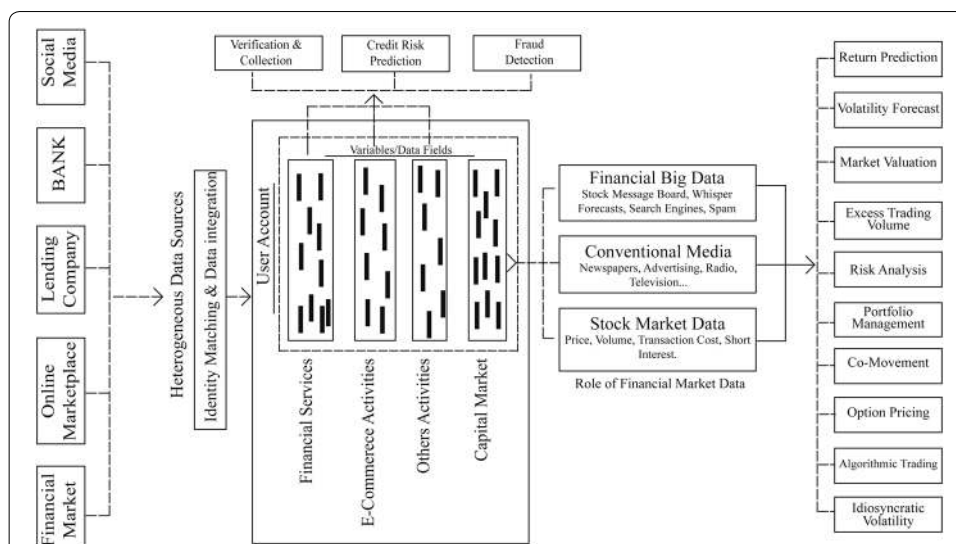 Social
Media
BANK
Lending
Company
Online
Marketplace
Financial
Market
Heterogeneous Data Sources
Identity Matching & Data integration
Verification &
Collection
Credit Risk
Prediction
Fraud
Detection
User Account
Variables/Data Fields
Financial Services
E-Commerece Activities
Others Activities
Capital Market
Financial Big Data
Stock Message Board, Whisper
Forecasts, Search Engines, Spam
Conventional Media
Newspapers, Advertising, Radio,
Television...
Stock Market Data
Price, Volume, Transaction Cost, Short
Interest.
Role of Financial Market Data
Return Prediction
Volatility Forecast
Market Valuation
Excess Trading
Volume
Risk Analysis
Portfolio
Management
Co-Movement
Option Pricing
Algorithmic Trading
Idiosyncratic
Volatility